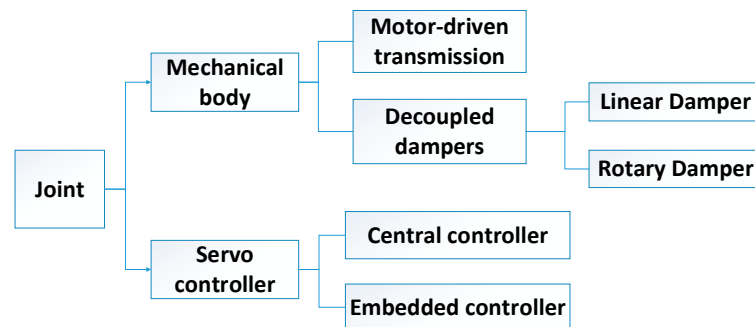 Motor-driven
transmission
Mechanical
body
Linear Damper
Decoupled
dampers
Rotary Damper
Joint
Central controller
Servo
controller
Embedded controller